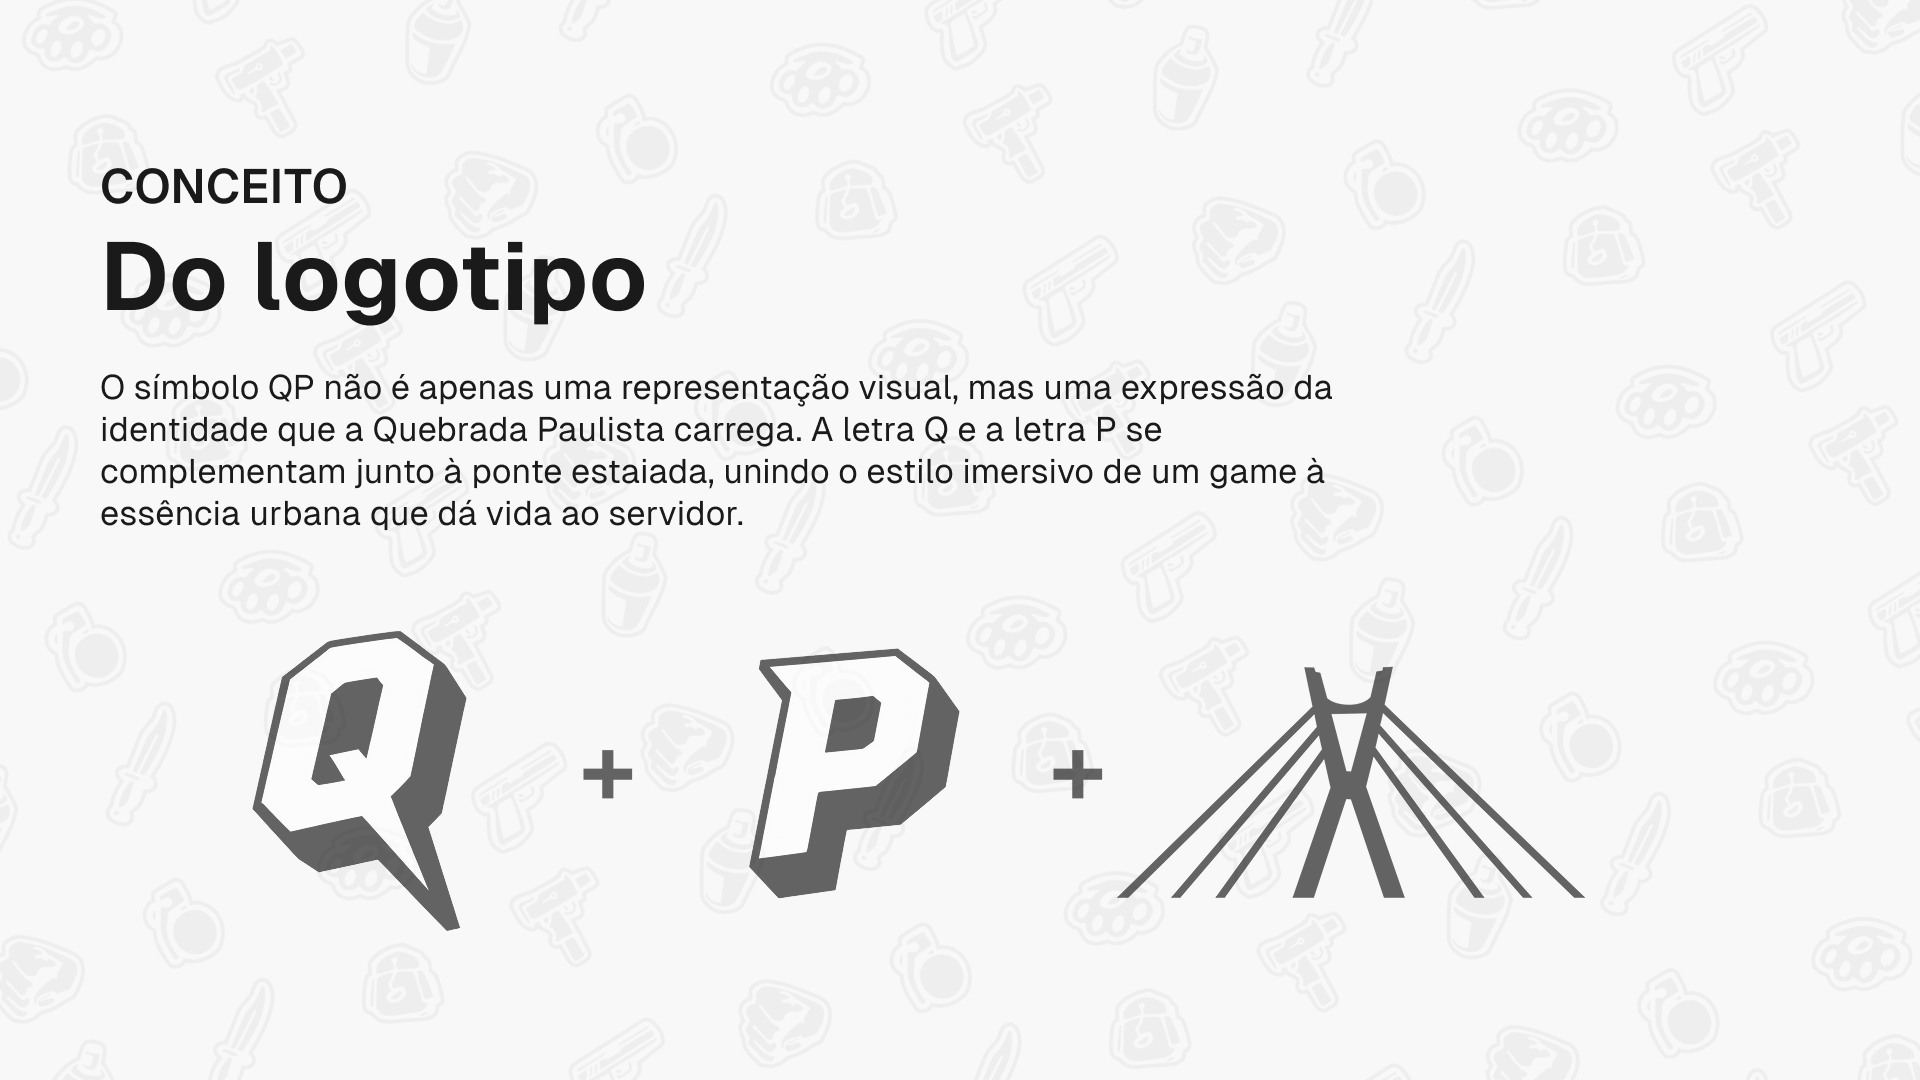 CONCEITO
Do logotipo
O símbolo QP não é apenas uma representação visual, mas uma expressão da
identidade que a Quebrada Paulista carrega. A letra Q e a letra P se
complementam junto à ponte estaiada, unindo o estilo imersivo de um game à
essência urbana que dá vida ao servidor.
Q + P +